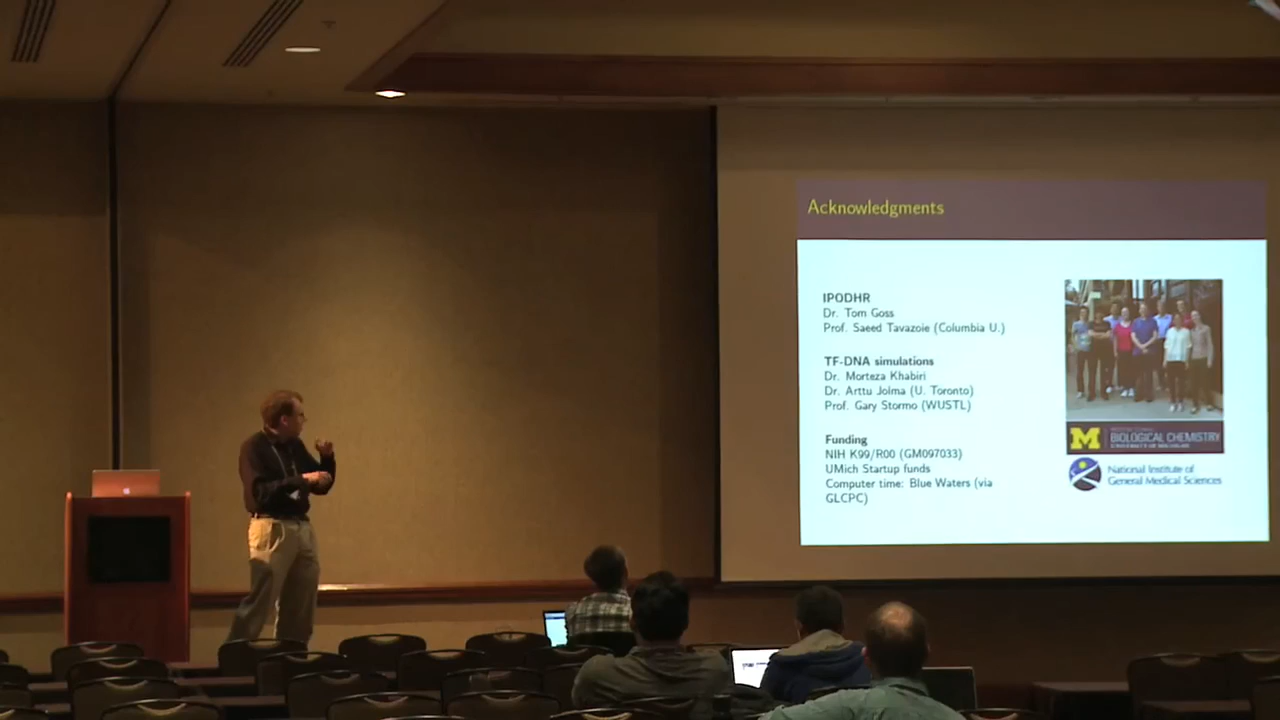 Acknowledgments
IPODHR
Dr. Tom Goss
Prof. Saeed Tavazoie (Columbia U.)
TF-DNA simulations
Dr. Morteza Khabiri
Dr. Arttu Jolma (U. Toronto)
Prof. Gary Stormo (WUSTL)
Funding
NIH K99/R00 (GM097033)
UMich Startup funds
Computer time: Blue Waters (via
GLCPC)
M
BIOLOGICAL CHEMISTRY
National Institute of
General Medical Sciences